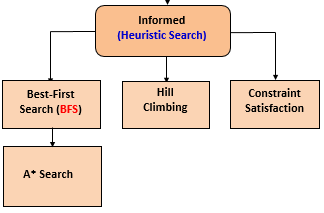 Informed
(Heuristic Search)
Best-First
Search (BFS)
Hill
Climbing
Constraint
Satisfaction
A* Search